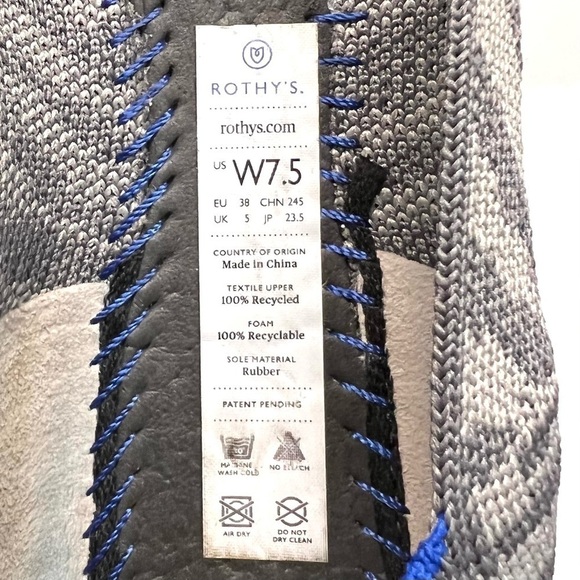 ROTHY'S.
rothys.com
US W7.5
EU 38 CHN 245
UK 5 JP 23.5
COUNTRY OF ORIGIN
Made in China
TEXTILE UPPER
100% Recycled
FOAM
100% Recyclable
SOLE MATERIAL
Rubber
PATENT PENDING
MACHINE WASH COLD
NO BLEACH
AIR DRY
DO NOT DRY CLEAN